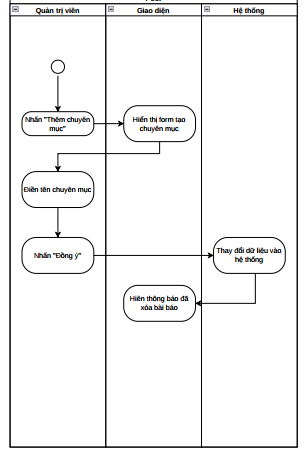 Quản trị viên
Giao diện
Hệ thống
Nhấn "Thêm chuyên
mục"
Hiển thị form tạo
chuyên mục
Điền tên chuyên mục
Nhấn "Đồng ý"
Thay đổi dữ liệu vào
hệ thống
Hiên thông báo đã
xóa bài báo